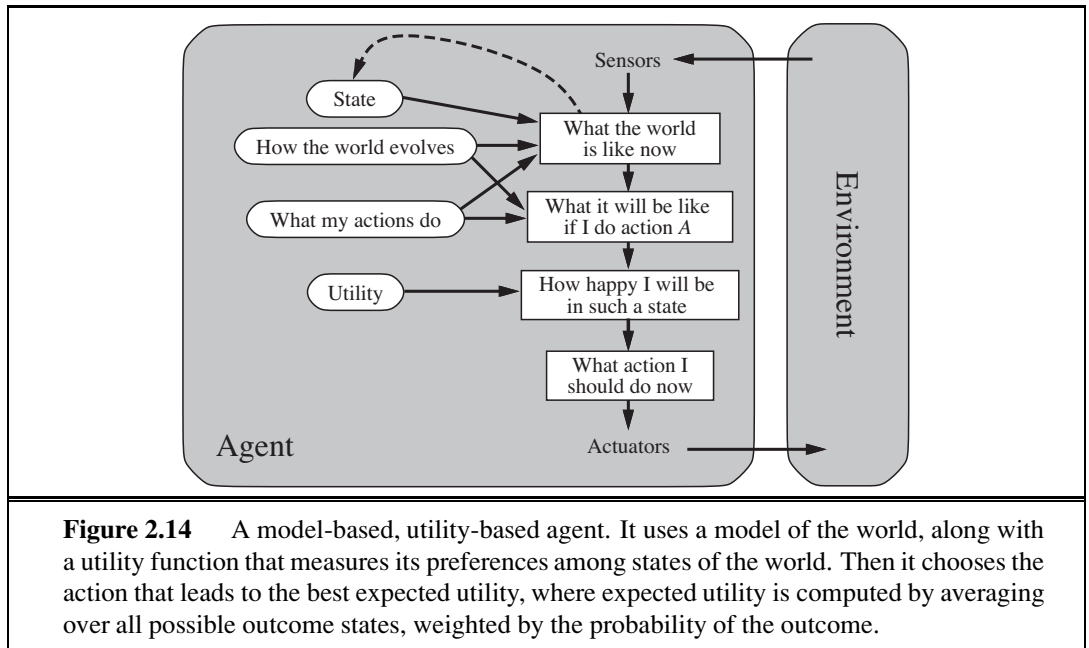 Sensors
State
What the world
is like now
How the world evolves
What my actions do
What it will be like
if I do action A
Utility
How happy I will be
in such a state
What action I
should do now
Agent
Actuators
Environment
Figure 2.14 A model-based, utility-based agent. It uses a model of the world, along with
a utility function that measures its preferences among states of the world. Then it chooses the
action that leads to the best expected utility, where expected utility is computed by averaging
over all possible outcome states, weighted by the probability of the outcome.